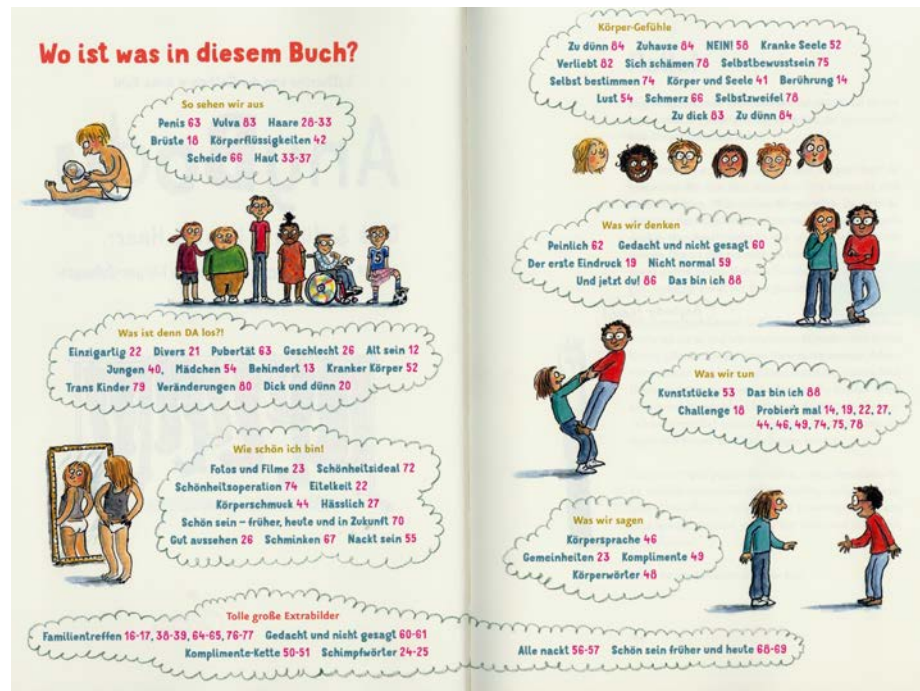 Wo ist was in diesem Buch?
So sehen wir aus
Penis 63 Vulva 83 Haare 28-33
Brüste 18 Körperflüssigkeiten 42
Scheide 66 Haut 33-37
Was ist denn DA los?!
Einzigartig 22 Divers 21 Pubertät 63 Geschlecht 26 Alt sein 12
Jungen 40, Mädchen 54 Behindert 13 Kranker Körper 52
Trans Kinder 79 Veränderungen 80 Dick und dünn 20
Wie schön ich bin!
Fotos und Filme 23 Schönheitsideal 72
Schönheitsoperation 74 Eitelkeit 22
Körperschmuck 44 Hässlich 27
Schön sein – früher, heute und in Zukunft 70
Gut aussehen 26 Schminken 67 Nackt sein 55
Tolle große Extrabilder
Familientreffen 16-17, 38-39, 64-65, 76-77 Gedacht und nicht gesagt 60-61
Komplimente-Kette 50-51 Schimpfwörter 24-25
Körper-Gefühle
Zu dünn 84 Zuhause 84 NEIN! 58 Kranke Seele 52
Verliebt 82 Sich schämen 78 Selbstbewusstsein 75
Selbst bestimmen 74 Körper und Seele 41 Berührung 14
Lust 54 Schmerz 66 Selbstzweifel 78
Zu dick 83 Zu dünn 84
Was wir denken
Peinlich 62 Gedacht und nicht gesagt 60
Der erste Eindruck 19 Nicht normal 59
Und jetzt du! 86 Das bin ich 88
Was wir tun
Kunststücke 53 Das bin ich 88
Challenge 18 Probier's mal 14, 19, 22, 27,
44, 46, 49, 74, 75, 78
Was wir sagen
Körpersprache 46
Gemeinheiten 23 Komplimente 49
Körperwörter 48
Alle nackt 56-57 Schön sein früher und heute 68-69